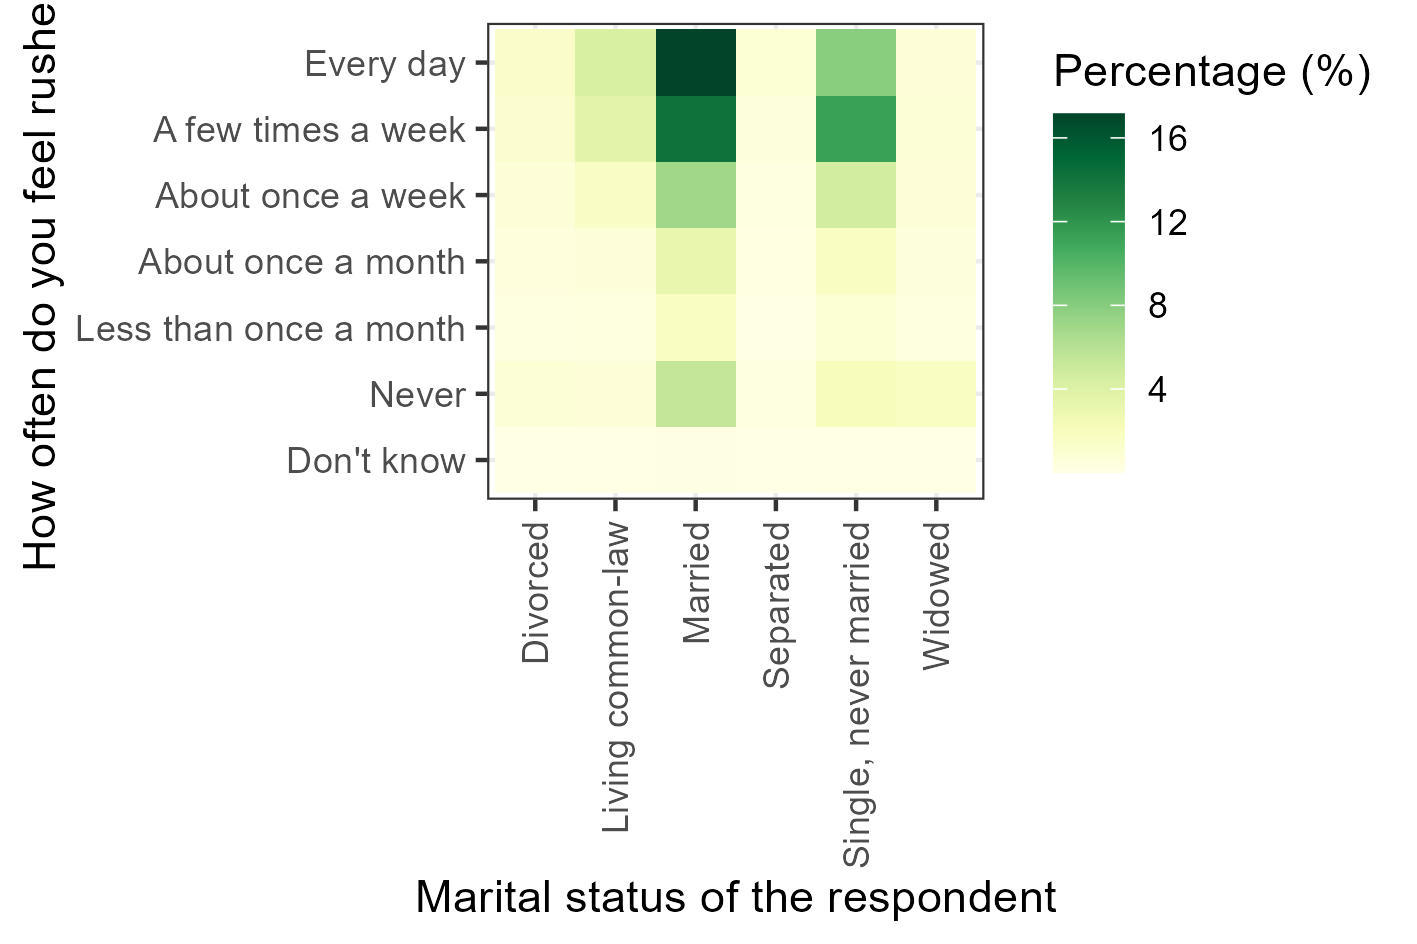 How often do you feel rushe
Every day
A few times a week
About once a week
About once a month
Less than once a month
Never
Don't know
Divorced
Living common-law
Married
Separated
Single, never married
Widowed
Marital status of the respondent
Percentage (%)
16
12
8
4